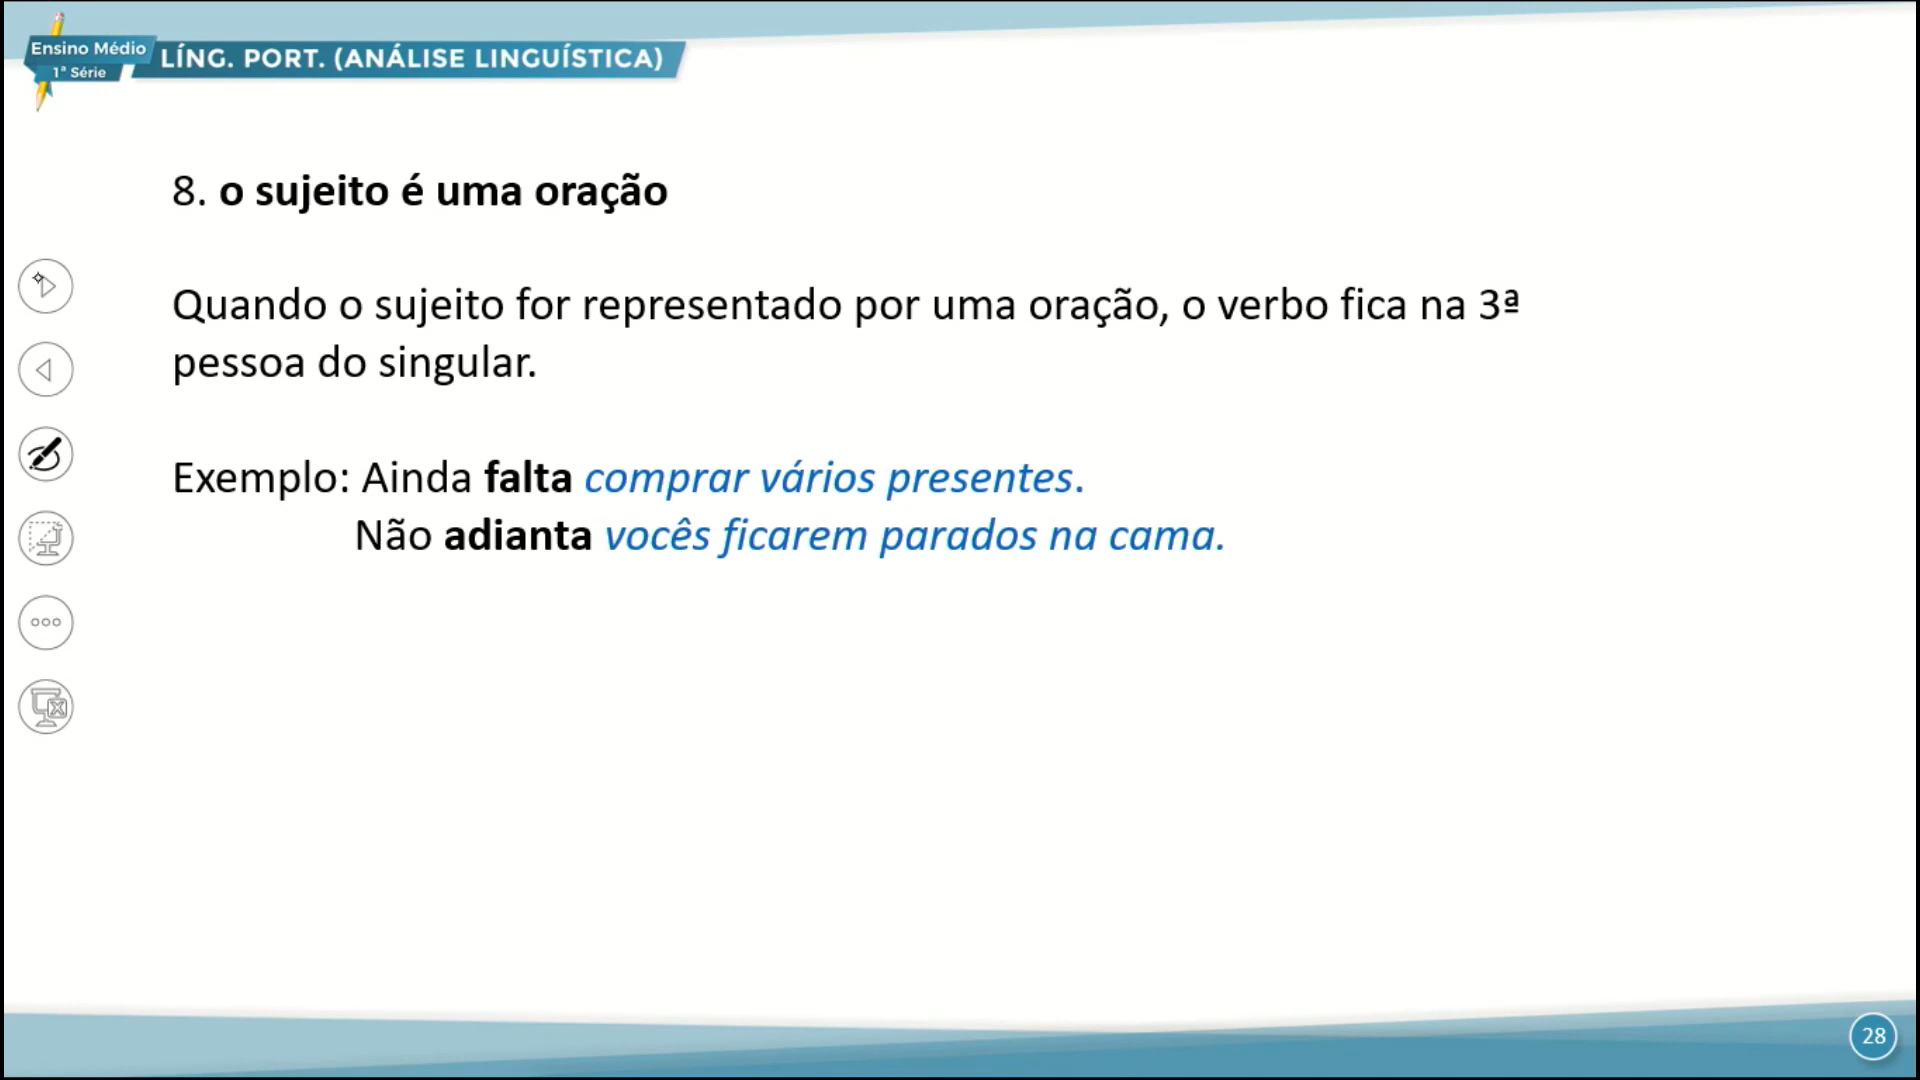 Ensino Médio
1ª Série
LÍNG. PORT. (ANÁLISE LINGUÍSTICA)
8. o sujeito é uma oração
Quando o sujeito for representado por uma oração, o verbo fica na 3ª
pessoa do singular.
Exemplo: Ainda falta comprar vários presentes.
Não adianta vocês ficarem parados na cama.
28